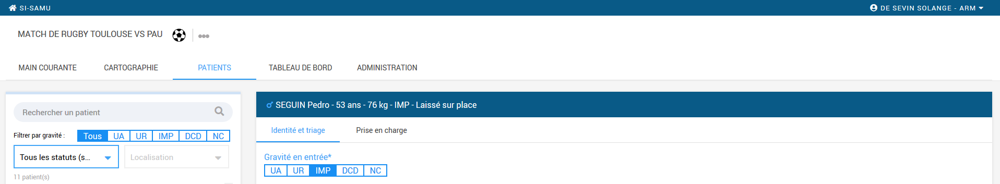 SI-SAMU
DE SEVIN SOLANGE - ARM
MATCH DE RUGBY TOULOUSE VS PAU
MAIN COURANTE
CARTOGRAPHIE
PATIENTS
TABLEAU DE BORD
ADMINISTRATION
Rechercher un patient
Filtrer par gravité :
Tous
UA
UR
IMP
DCD
NC
Tous les statuts (s...
Localisation
11 patient(s)
SEGUIN Pedro - 53 ans - 76 kg - IMP - Laissé sur place
Identité et triage
Prise en charge
Gravité en entrée*
UA
UR
IMP
DCD
NC